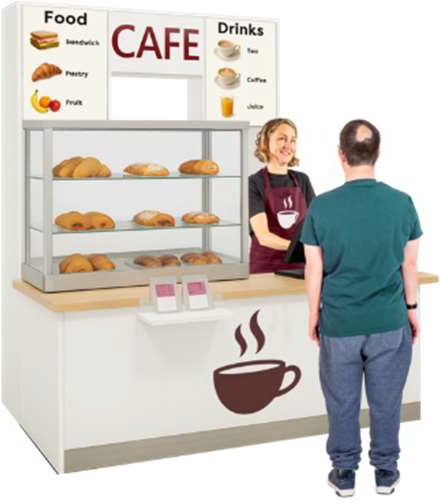 Food
Sandwich
Pastry
Fruit
CAFE
Drinks
Tea
Coffee
Juice